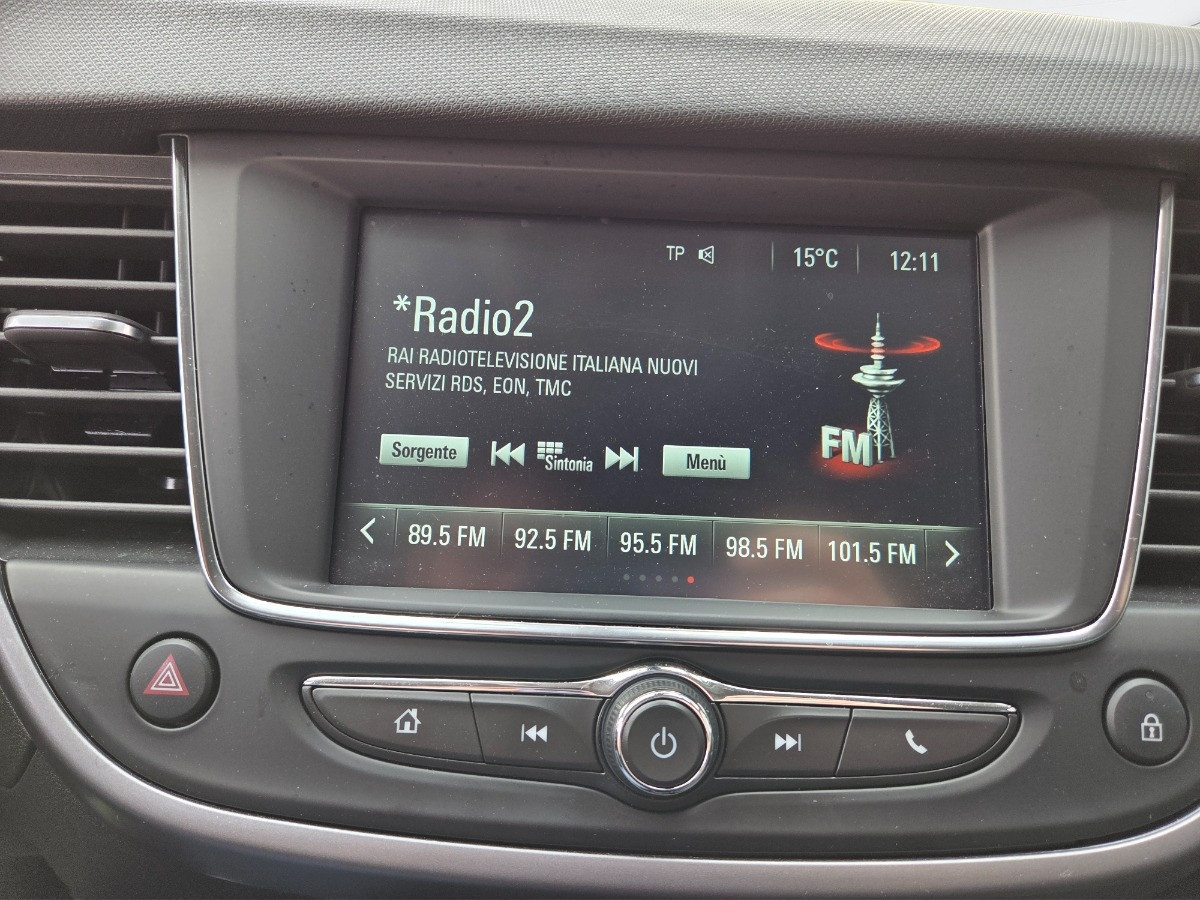 TP 15°C 12:11
*Radio2
RAI RADIOTELEVISIONE ITALIANA NUOVI
SERVIZI RDS, EON, TMC
FM
Sorgente Sintonia Menù
89.5 FM 92.5 FM 95.5 FM 98.5 FM 101.5 FM